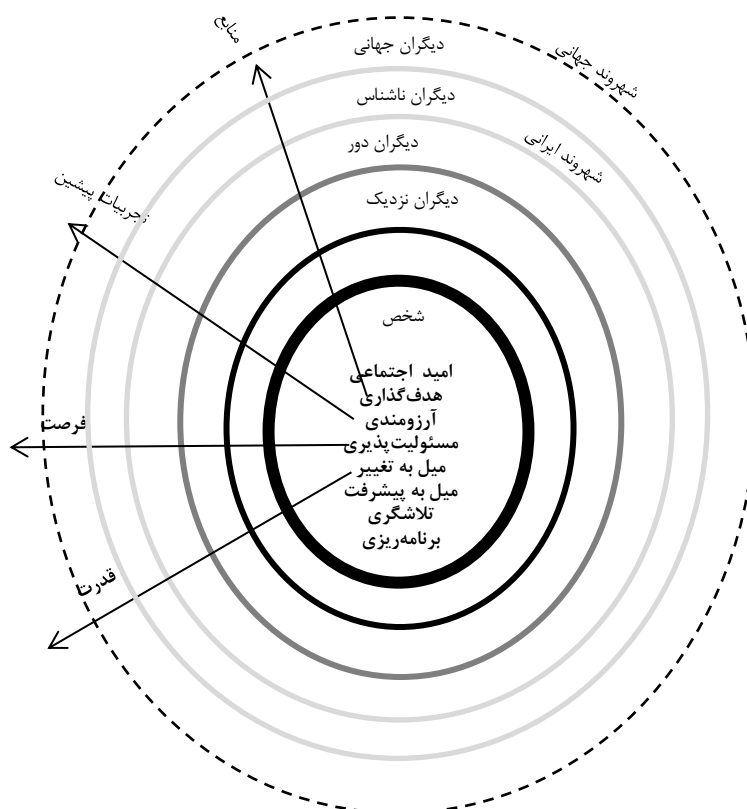 منابع
دیگران جهانی
شهروند جهانی
دیگران ناشناس
دیگران دور
شهروند ایرانی
تجربیات پیشین
دیگران نزدیک
شخص
امید اجتماعی
هدف‌گذاری
آرزومندی
فرصت
مسئولیت‌پذیری
میل به تغییر
میل به پیشرفت
تلاشگری
برنامه‌ریزی
قدرت